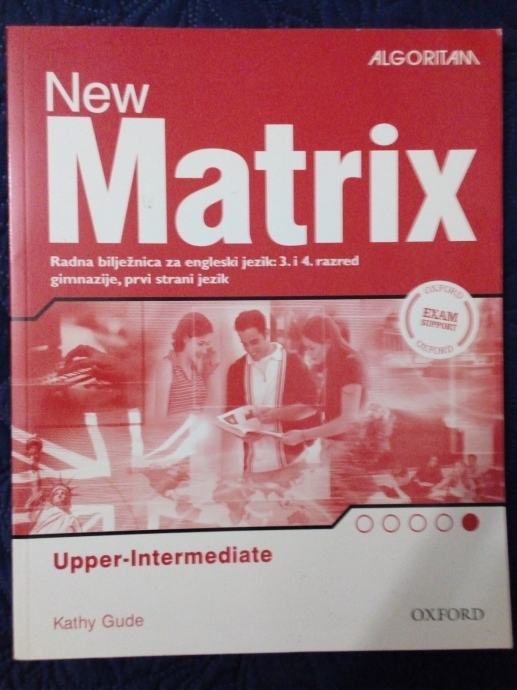 ALGORITAM
New
Matrix
Radna bilježnica za engleski jezik: 3. i 4. razred
gimnazije, prvi strani jezik
OXFORD
EXAM
SUPPORT
OXFORD
Upper-Intermediate
Kathy Gude
OXFORD